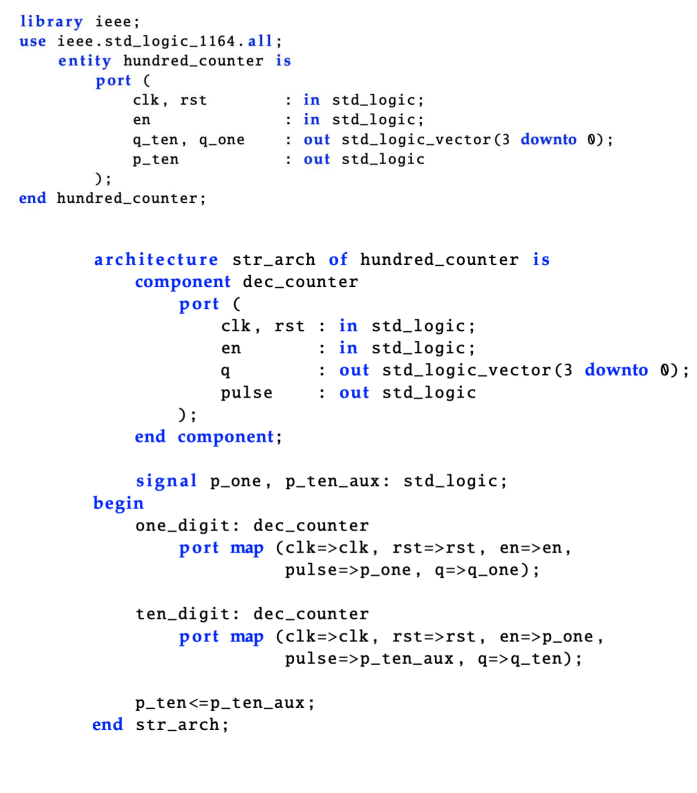 library ieee;
use ieee.std_logic_1164.all;
    entity hundred_counter is
        port (
            clk, rst        : in std_logic;
            en              : in std_logic;
            q_ten, q_one    : out std_logic_vector(3 downto 0);
            p_ten           : out std_logic
        );
end hundred_counter;

architecture str_arch of hundred_counter is
    component dec_counter
        port (
            clk, rst : in std_logic;
            en       : in std_logic;
            q        : out std_logic_vector(3 downto 0);
            pulse    : out std_logic
        );
    end component;

    signal p_one, p_ten_aux: std_logic;
begin
    one_digit: dec_counter
        port map (clk=>clk, rst=>rst, en=>en,
                  pulse=>p_one, q=>q_one);

    ten_digit: dec_counter
        port map (clk=>clk, rst=>rst, en=>p_one,
                  pulse=>p_ten_aux, q=>q_ten);

    p_ten<=p_ten_aux;
end str_arch;